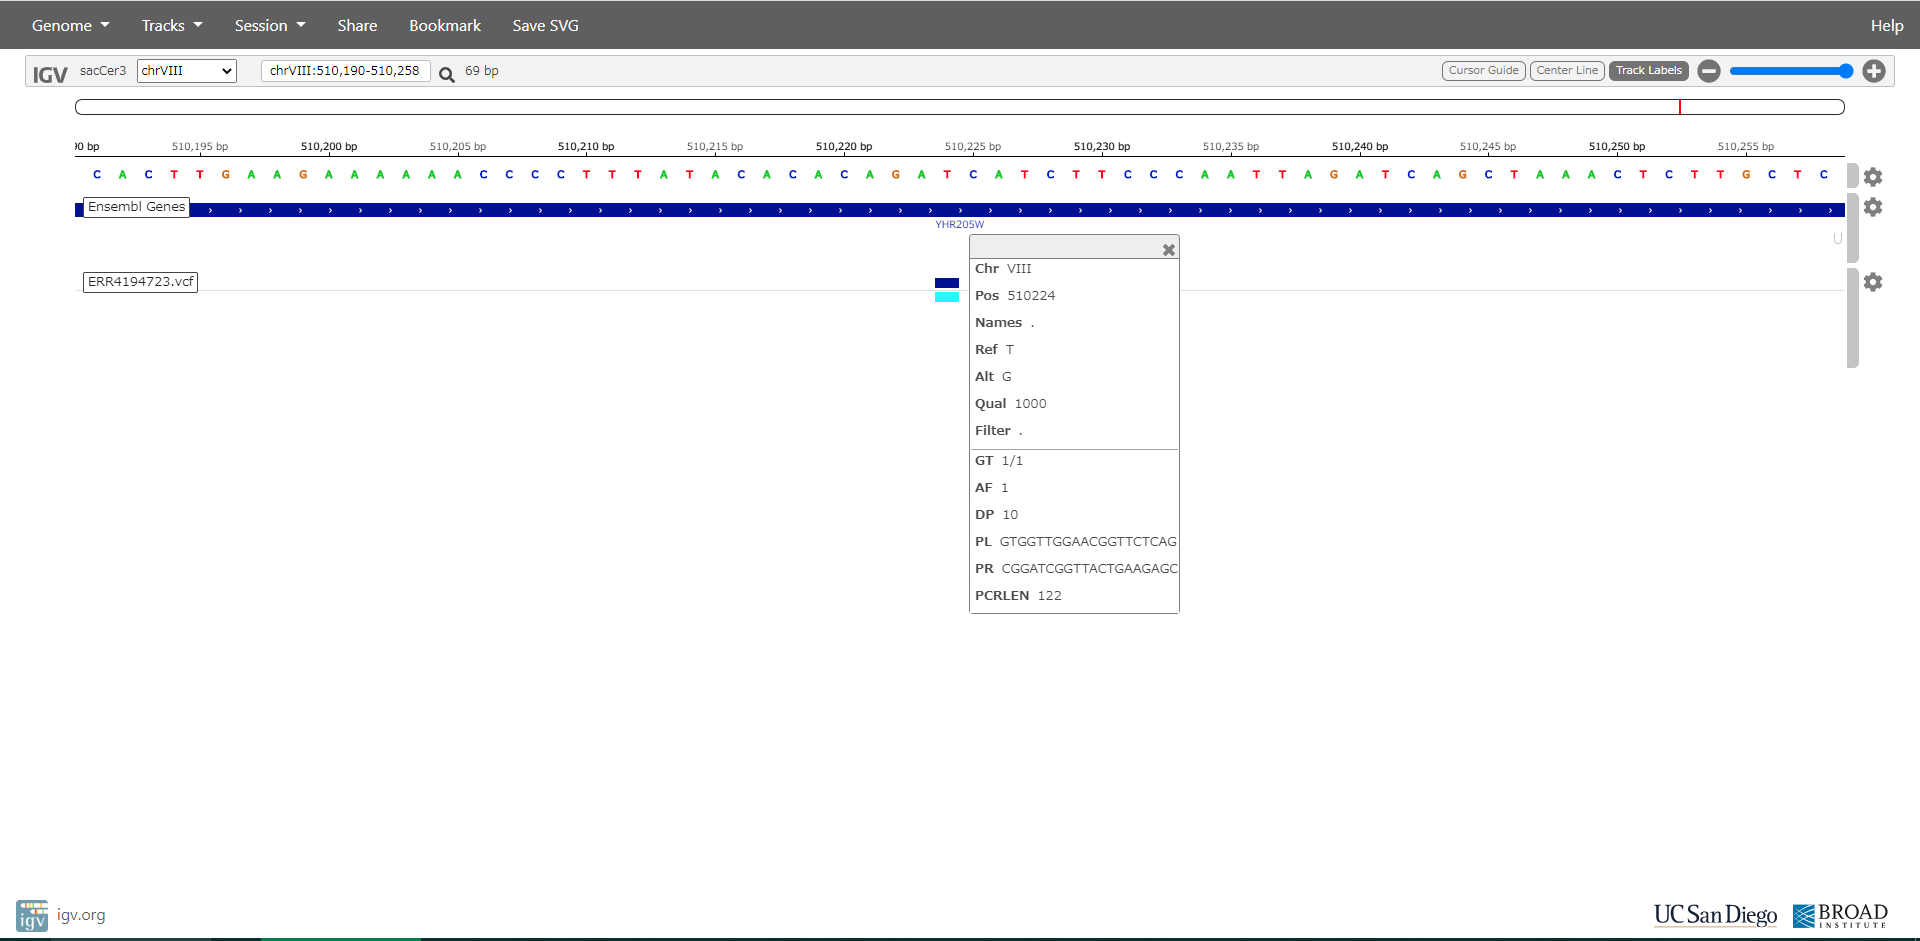 Genome Tracks Session Share Bookmark Save SVG Help
IGV sacCer3 chrVIII chrVIII:510,190-510,258 69 bp Cursor Guide Center Line Track Labels
90 bp 510,195 bp 510,200 bp 510,205 bp 510,210 bp 510,215 bp 510,220 bp 510,225 bp 510,230 bp 510,235 bp 510,240 bp 510,245 bp 510,250 bp 510,255 bp
C A C T T G A A G A A A A A A C C C C T T T A T A C A C A C A G A T C A T C T T C C C A A T T A G A T C A G C T A A A C T C T T G C T C
Ensembl Genes
YHR205W
U
ERR4194723.vcf
Chr VIII
Pos 510224
Names .
Ref T
Alt G
Qual 1000
Filter .
GT 1/1
AF 1
DP 10
PL GTGGTTGGAACGGTTCTCAG
PR CGGATCGGTTACTGAAGAGC
PCRLEN 122
igv igv.org UC San Diego BROAD
INSTITUTE